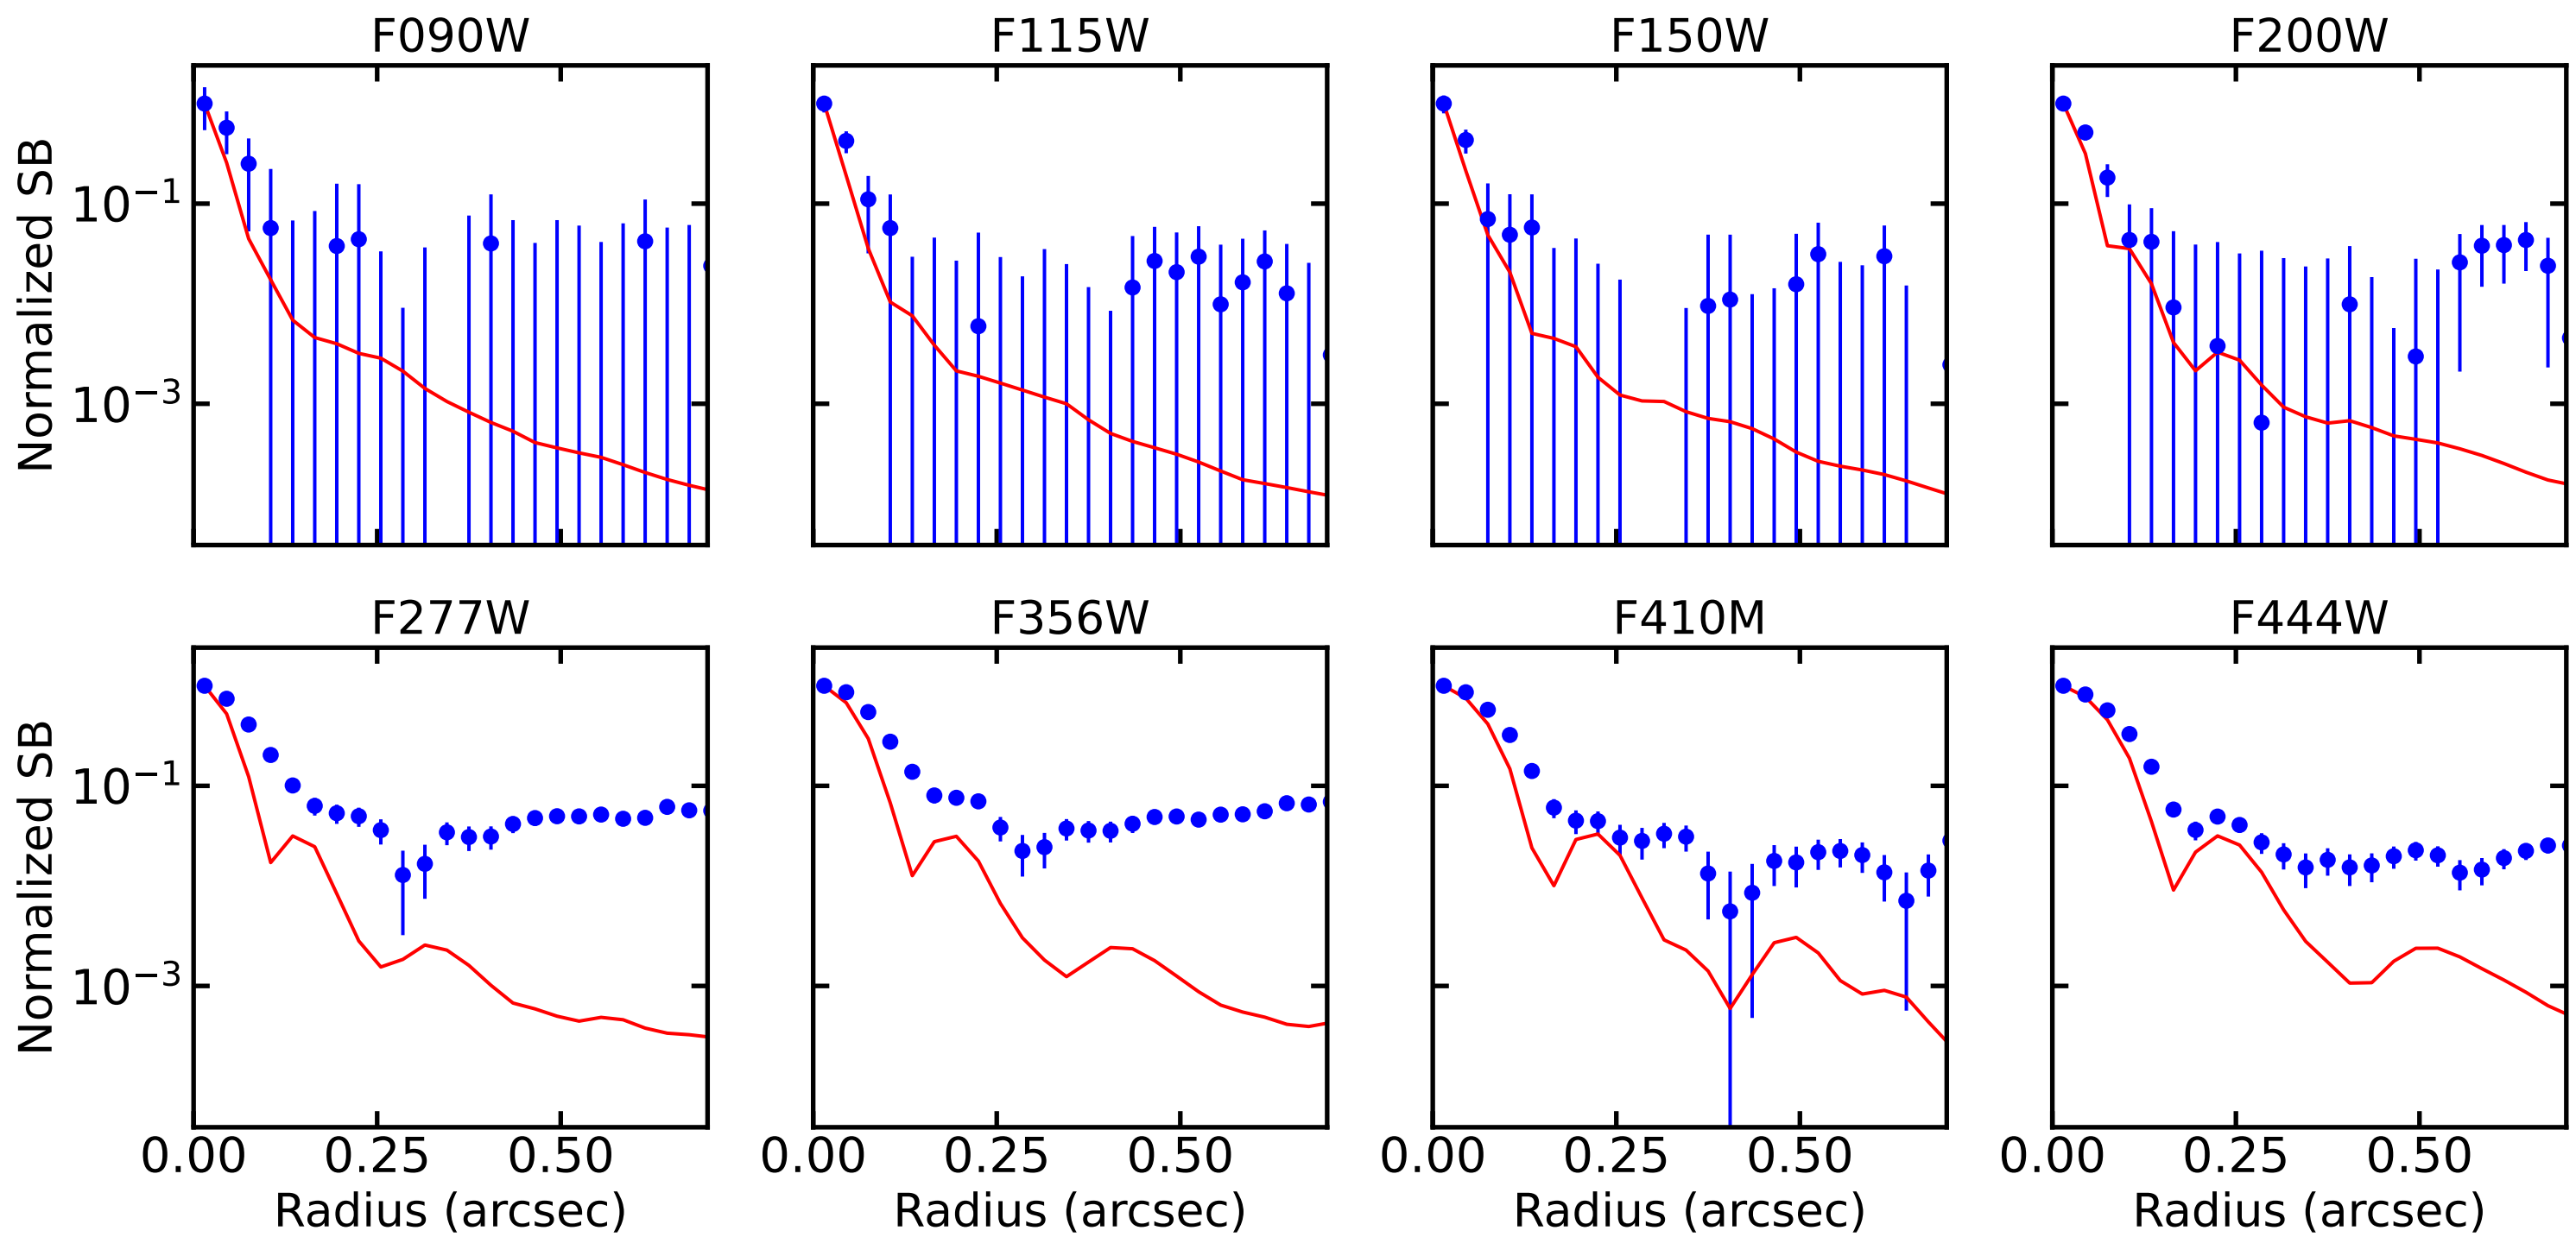 F090W F115W F150W F200W
Normalized SB
10⁻¹
10⁻³
F277W F356W F410M F444W
Normalized SB
10⁻¹
10⁻³
0.00 0.25 0.50 0.00 0.25 0.50 0.00 0.25 0.50 0.00 0.25 0.50
Radius (arcsec) Radius (arcsec) Radius (arcsec) Radius (arcsec)